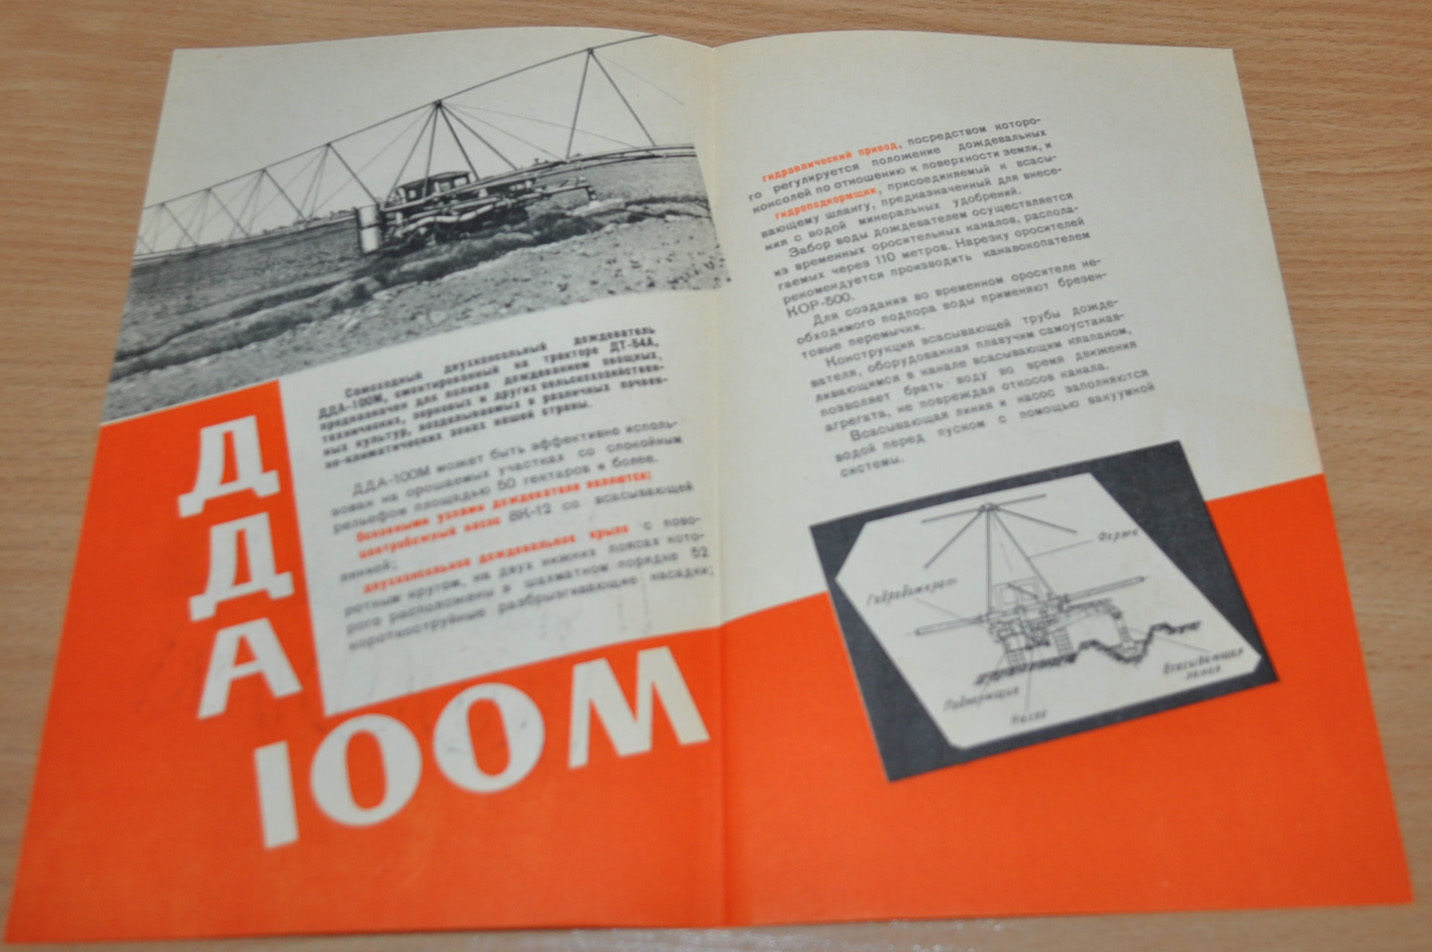 Самоходный двухконсольный дождеватель
ДДА-100М, смонтированный на тракторе ДТ-54А,
предназначен для полива дождеванием овощных,
технических, зерновых и других сельскохозяйствен-
ных культур, возделываемых в различных почвен-
но-климатических зонах нашей страны.
ДДА-100М может быть эффективно исполь-
зован на орошаемых участках со спокойным
рельефом площадью 50 гектаров и более.
Основными узлами дождевателя являются:
центробежный насос 8К-12 со всасывающей
линией;
двухконсольное дождевальное крыло с пово-
ротным кругом, на двух нижних поясах кото-
рого расположены в шахматном порядке 52
короткоструйные разбрызгивающие насадки;
ДДА
100М
гидравлический привод, посредством которо-
го регулируется положение дождевальных
консолей по отношению к поверхности земли, и
гидроподкормщик, присоединяемый к всасы-
вающему шлангу, предназначенный для внесе-
ния с водой минеральных удобрений.
Забор воды дождевателем осуществляется
из временных оросительных каналов, распола-
гаемых через 110 метров. Нарезку оросителей
рекомендуется производить канавокопателем
КОР-500.
Для создания во временном оросителе не-
обходимого подпора воды применяют брезен-
товые перемычки.
Конструкция всасывающей трубы дожде-
вателя, оборудованная плавучим самоустанав-
ливающимся в канале всасывающим клапаном,
позволяет брать воду во время движения
агрегата, не повреждая откосов канала.
Всасывающая линия и насос заполняются
водой перед пуском с помощью вакуумной
системы.
Ферма
Всасывающая
линия
Насос